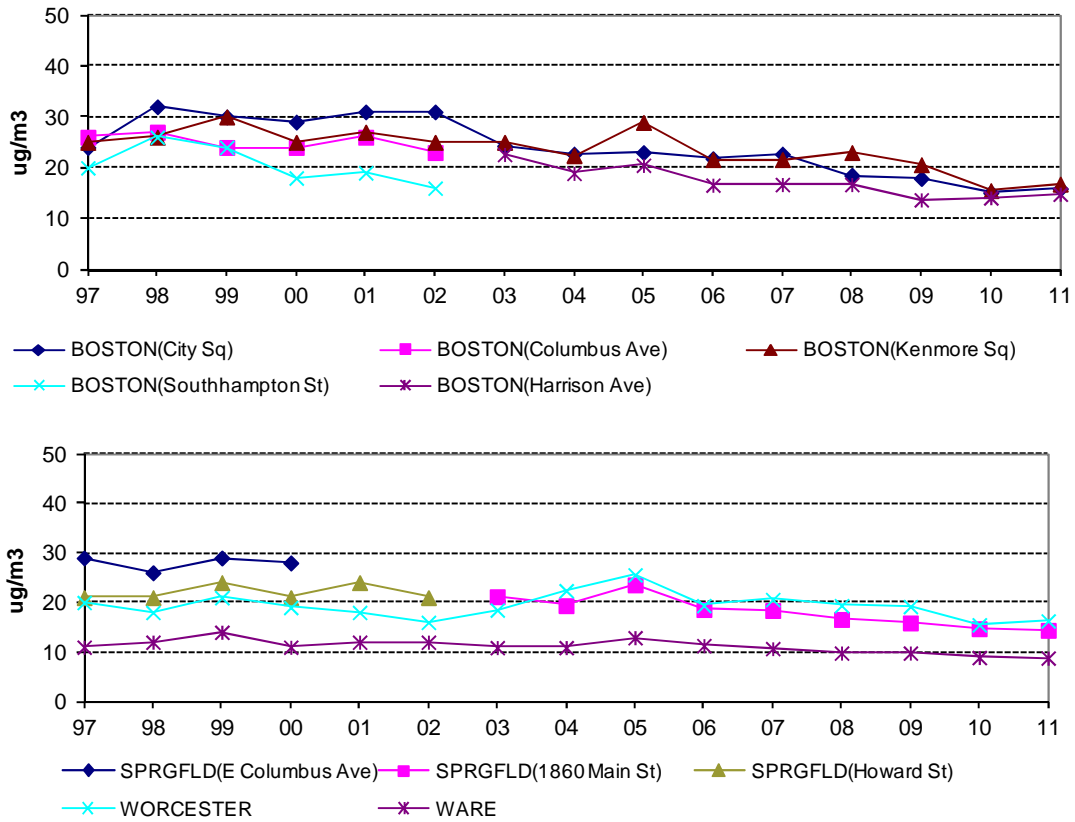 50
40
30
20
10
0
ug/m3
97 98 99 00 01 02 03 04 05 06 07 08 09 10 11
BOSTON(City Sq) BOSTON(Columbus Ave) BOSTON(Kenmore Sq)
BOSTON(Southhampton St) BOSTON(Harrison Ave)
50
40
30
20
10
0
ug/m3
97 98 99 00 01 02 03 04 05 06 07 08 09 10 11
SPRGFLD(E Columbus Ave) SPRGFLD(1860 Main St) SPRGFLD(Howard St)
WORCESTER WARE